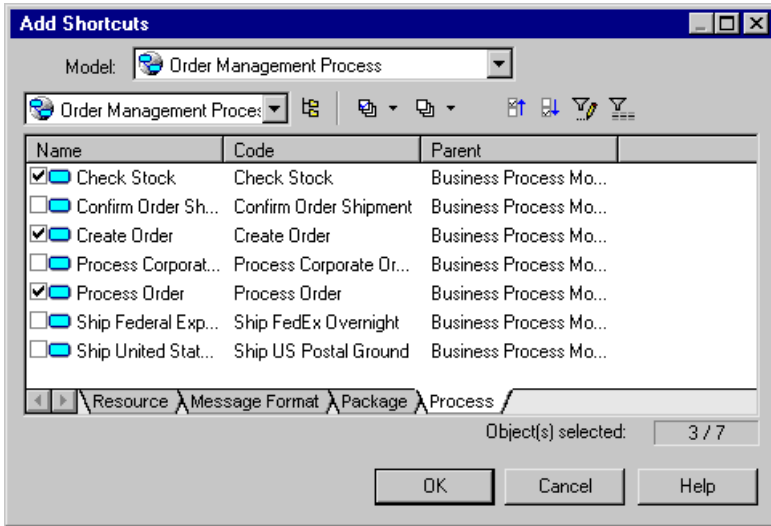 Add Shortcuts
Model: Order Management Process
Order Management Proces
Name Code Parent
Check Stock Check Stock Business Process Mo...
Confirm Order Sh... Confirm Order Shipment Business Process Mo...
Create Order Create Order Business Process Mo...
Process Corporat... Process Corporate Or... Business Process Mo...
Process Order Process Order Business Process Mo...
Ship Federal Exp... Ship FedEx Overnight Business Process Mo...
Ship United Stat... Ship US Postal Ground Business Process Mo...
Resource Message Format Package Process
Object(s) selected: 3 / 7
OK Cancel Help